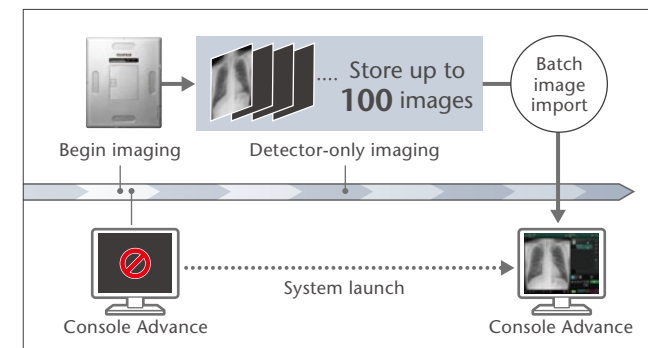 Store up to
100 images
Batch
image
import
Begin imaging
Detector-only imaging
System launch
Console Advance
Console Advance